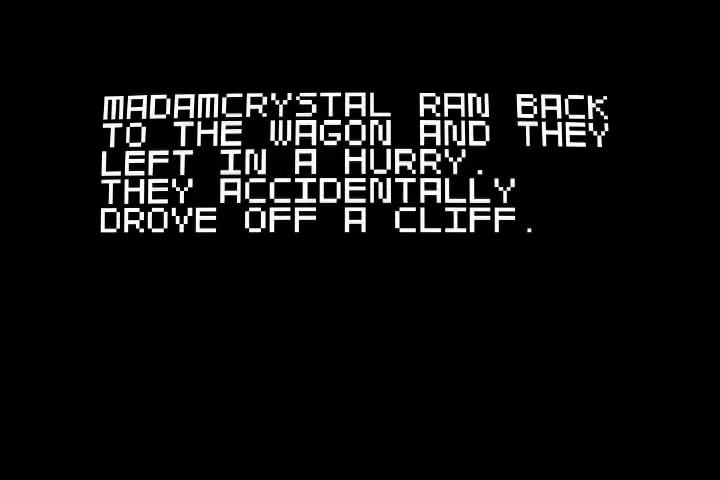 MADAMCRYSTAL RAN BACK
TO THE WAGON AND THEY
LEFT IN A HURRY.
THEY ACCIDENTALLY
DROVE OFF A CLIFF.